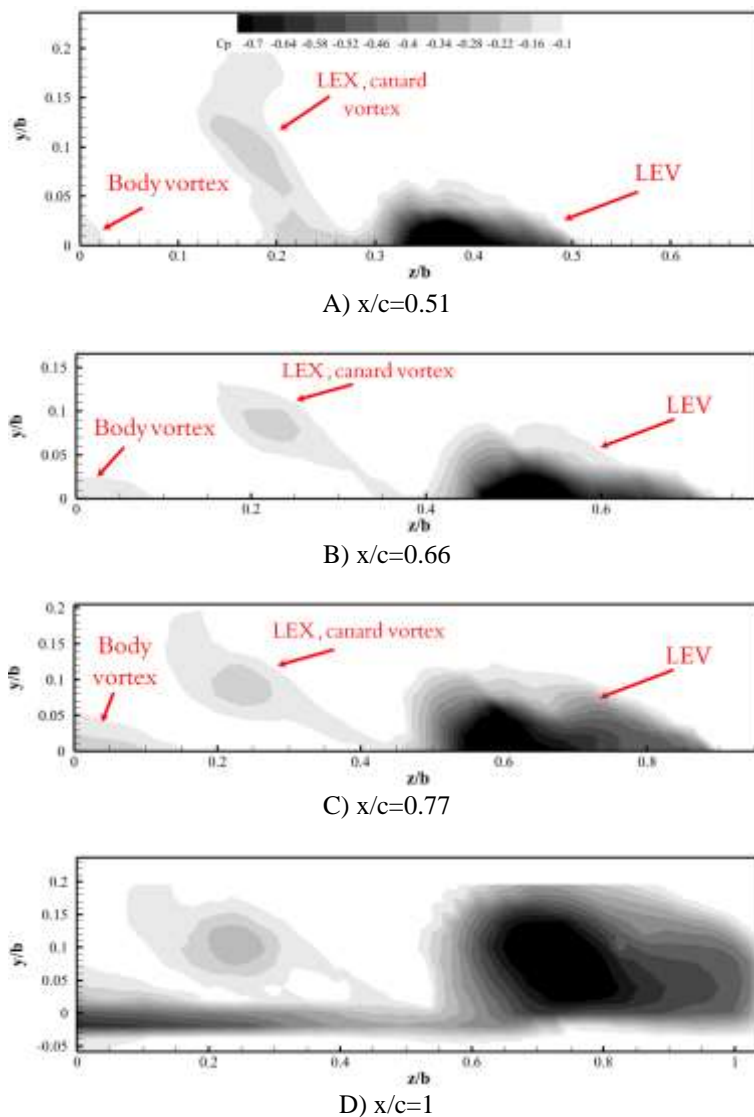 Cp -0.7 -0.64 -0.58 -0.52 -0.46 -0.4 -0.34 -0.28 -0.22 -0.16 -0.1
0.2
0.15
0.1
0.05
0
y/b
LEX, canard
vortex
Body vortex
LEV
0 0.1 0.2 0.3 0.4 0.5 0.6
z/b
A) x/c=0.51
0.15
0.1
0.05
0
y/b
LEX, canard vortex
Body vortex
LEV
0 0.2 0.4 0.6
z/b
B) x/c=0.66
0.2
0.15
0.1
0.05
0
y/b
LEX, canard vortex
Body
vortex
LEV
0 0.2 0.4 0.6 0.8
z/b
C) x/c=0.77
0.2
0.15
0.1
0.05
0
-0.05
y/b
0 0.2 0.4 0.6 0.8 1
z/b
D) x/c=1